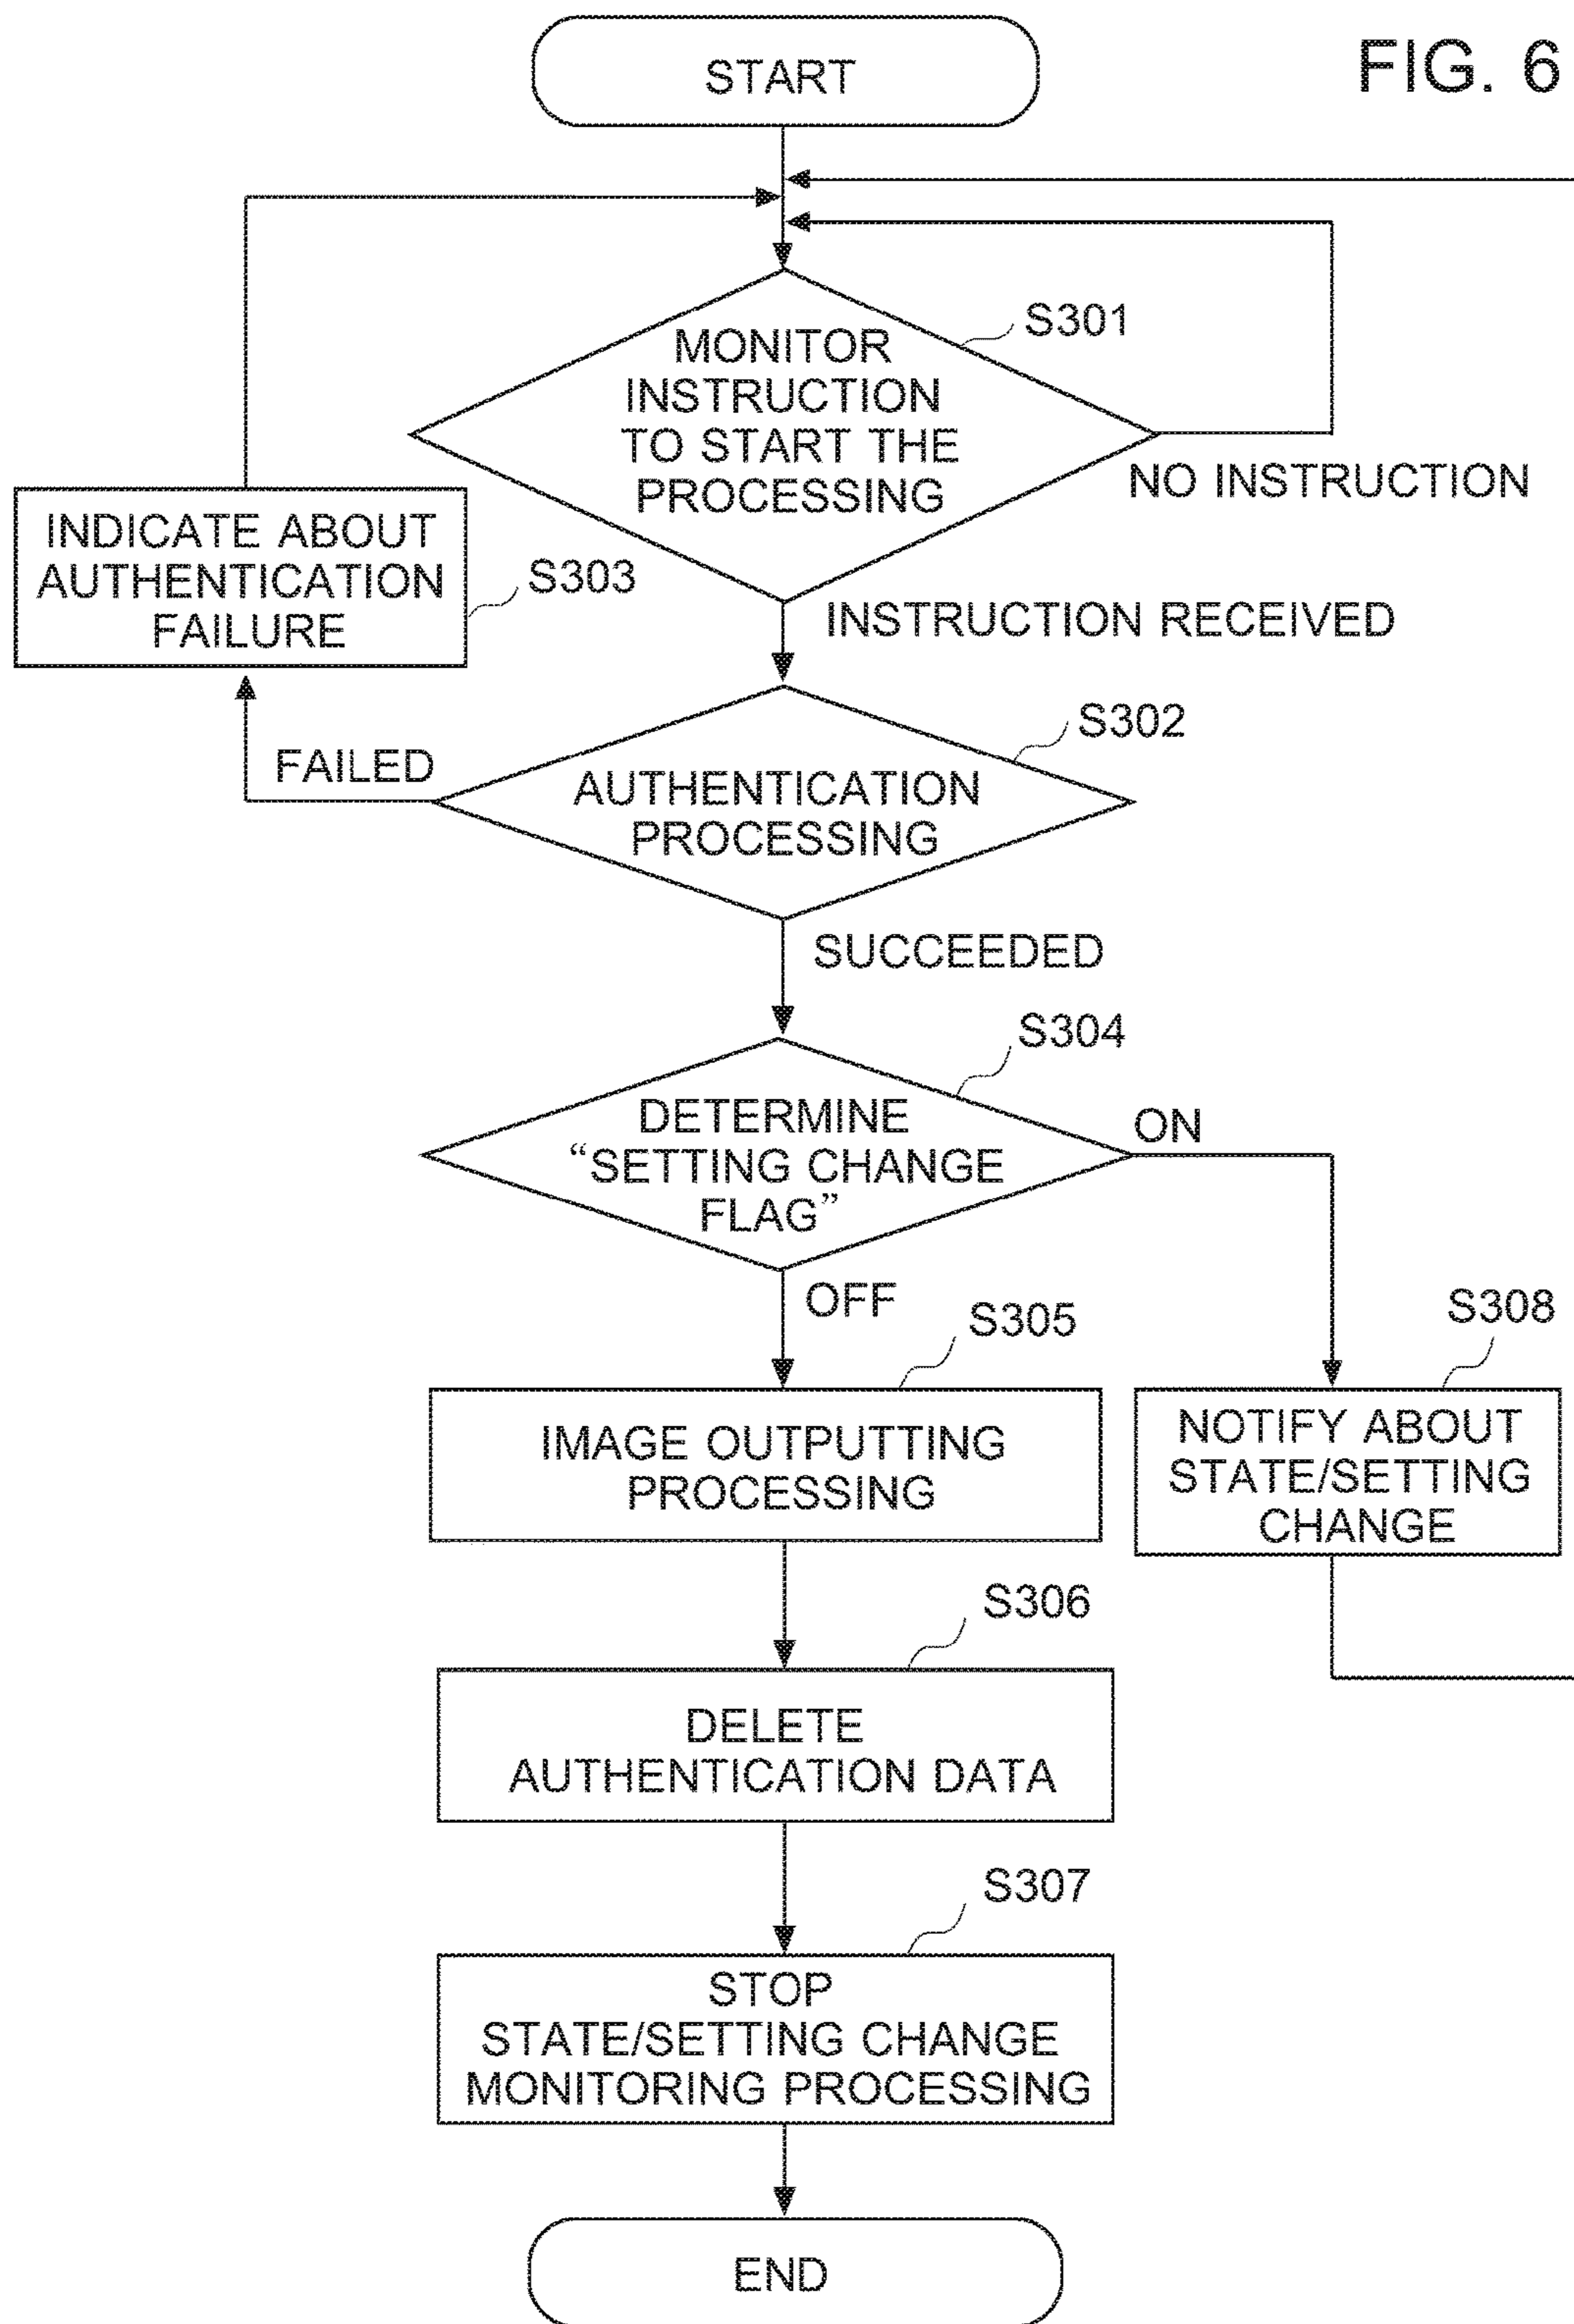 FIG. 6
START
S301
MONITOR
INSTRUCTION
TO START THE
PROCESSING
NO INSTRUCTION
INDICATE ABOUT
AUTHENTICATION
FAILURE
S303
INSTRUCTION RECEIVED
S302
FAILED
AUTHENTICATION
PROCESSING
SUCCEEDED
S304
DETERMINE
“SETTING CHANGE
FLAG”
ON
OFF
S305
S308
IMAGE OUTPUTTING
PROCESSING
NOTIFY ABOUT
STATE/SETTING
CHANGE
S306
DELETE
AUTHENTICATION DATA
S307
STOP
STATE/SETTING CHANGE
MONITORING PROCESSING
END